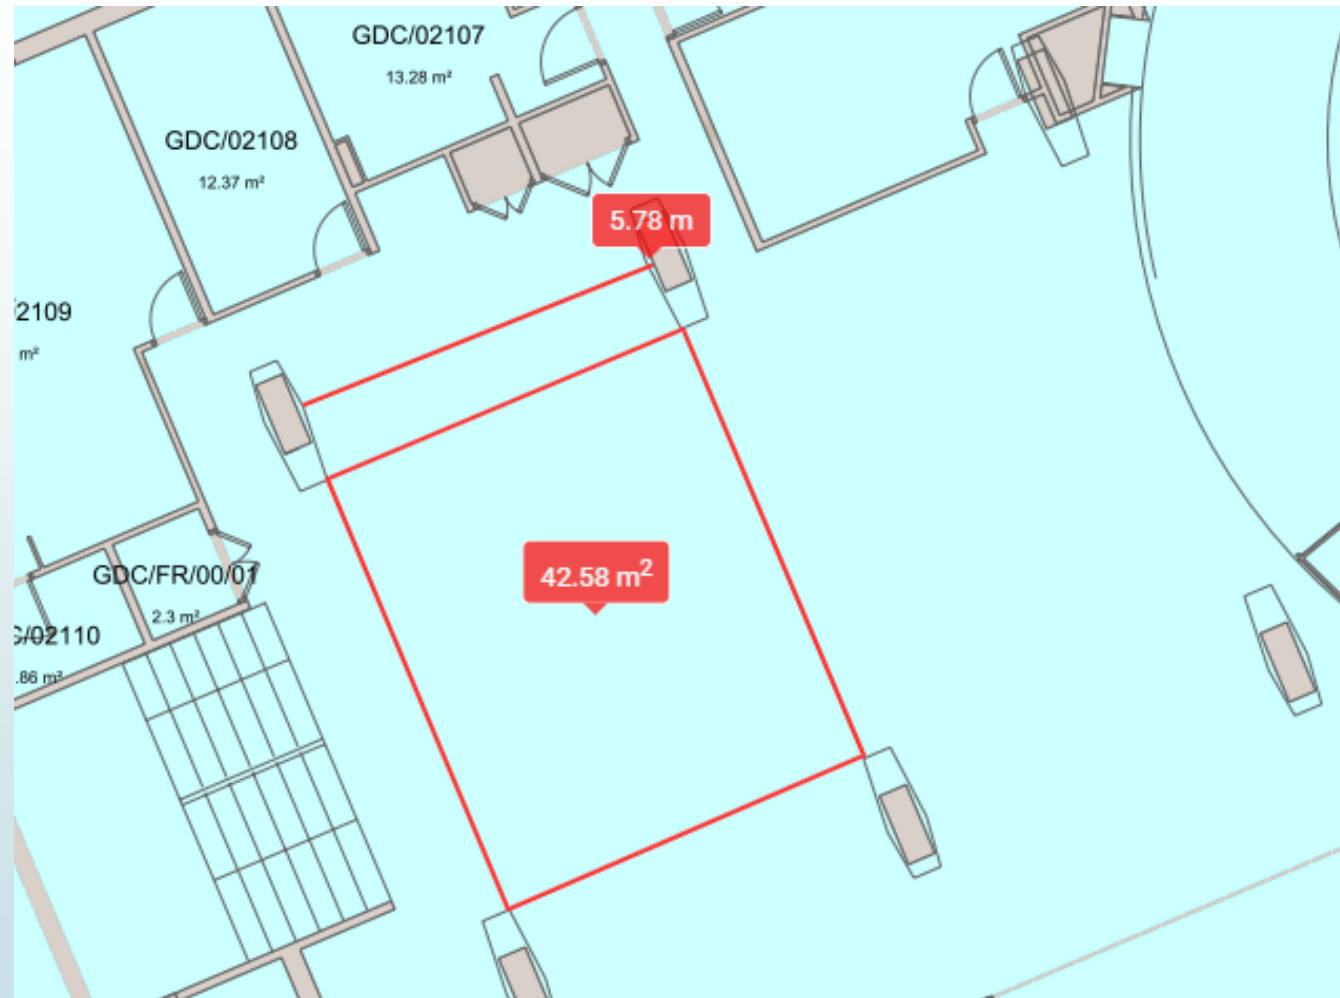 GDC/02107
13.28 m²
GDC/02108
12.37 m²
5.78 m
2109
m²
42.58 m²
GDC/FR/00/01
2.3 m²
/02110
.86 m²